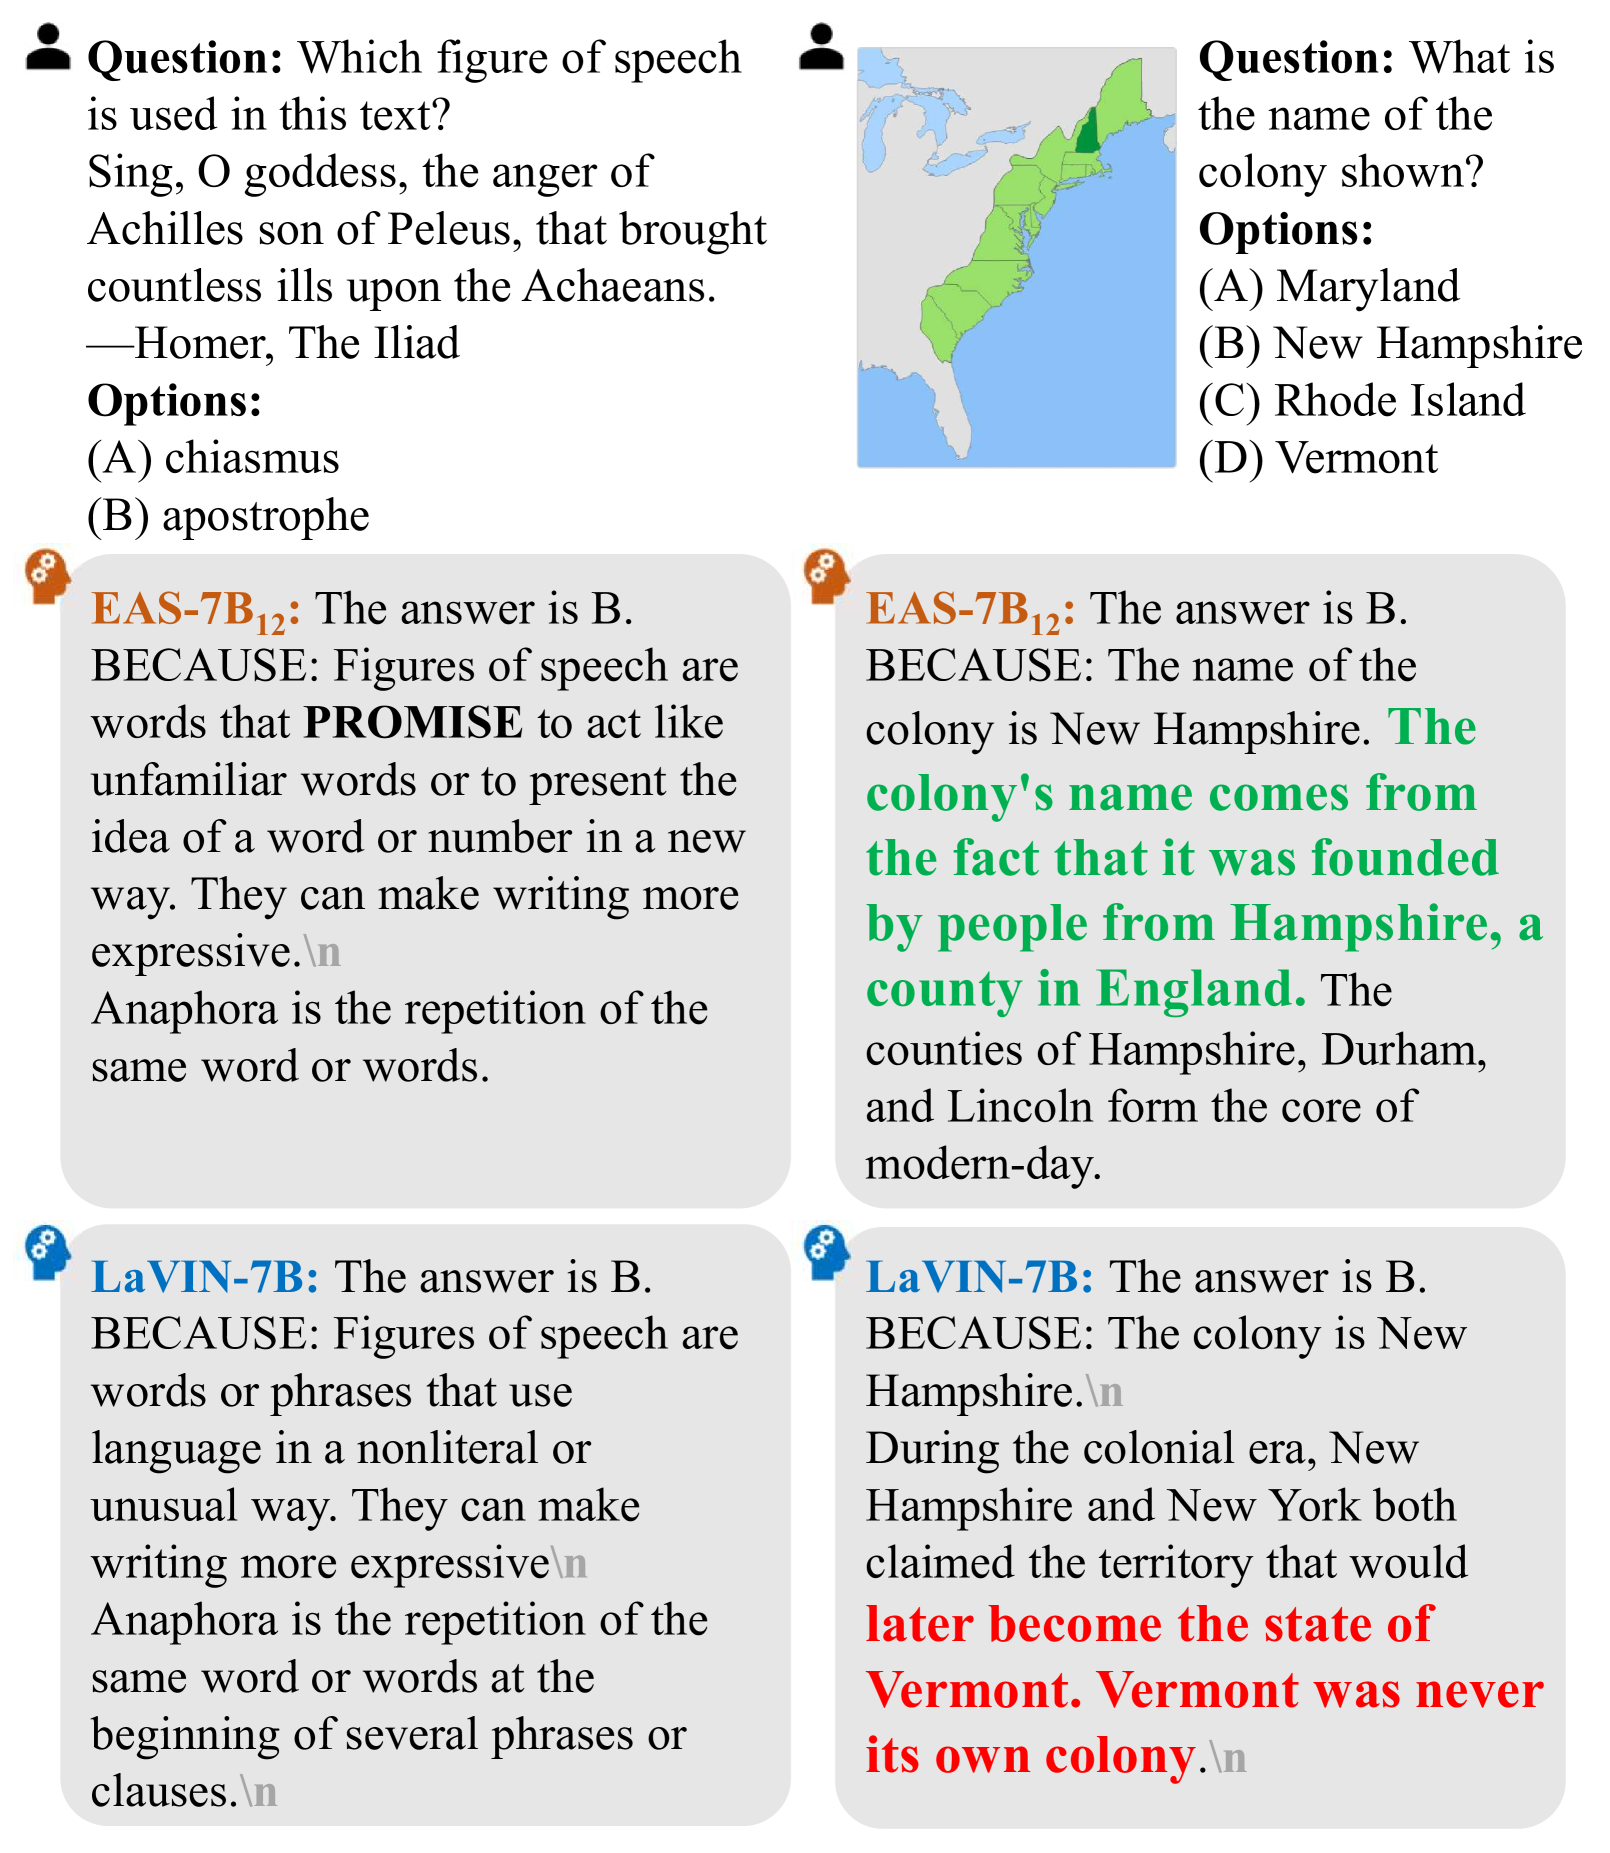 Question: Which figure of speech
is used in this text?
Sing, O goddess, the anger of
Achilles son of Peleus, that brought
countless ills upon the Achaeans.
—Homer, The Iliad
Options:
(A) chiasmus
(B) apostrophe
Question: What is
the name of the
colony shown?
Options:
(A) Maryland
(B) New Hampshire
(C) Rhode Island
(D) Vermont
EAS-7B12: The answer is B.
BECAUSE: Figures of speech are
words that PROMISE to act like
unfamiliar words or to present the
idea of a word or number in a new
way. They can make writing more
expressive.\n
Anaphora is the repetition of the
same word or words.
EAS-7B12: The answer is B.
BECAUSE: The name of the
colony is New Hampshire. The
colony's name comes from
the fact that it was founded
by people from Hampshire, a
county in England. The
counties of Hampshire, Durham,
and Lincoln form the core of
modern-day.
LaVIN-7B: The answer is B.
BECAUSE: Figures of speech are
words or phrases that use
language in a nonliteral or
unusual way. They can make
writing more expressive\n
Anaphora is the repetition of the
same word or words at the
beginning of several phrases or
clauses.\n
LaVIN-7B: The answer is B.
BECAUSE: The colony is New
Hampshire.\n
During the colonial era, New
Hampshire and New York both
claimed the territory that would
later become the state of
Vermont. Vermont was never
its own colony.\n